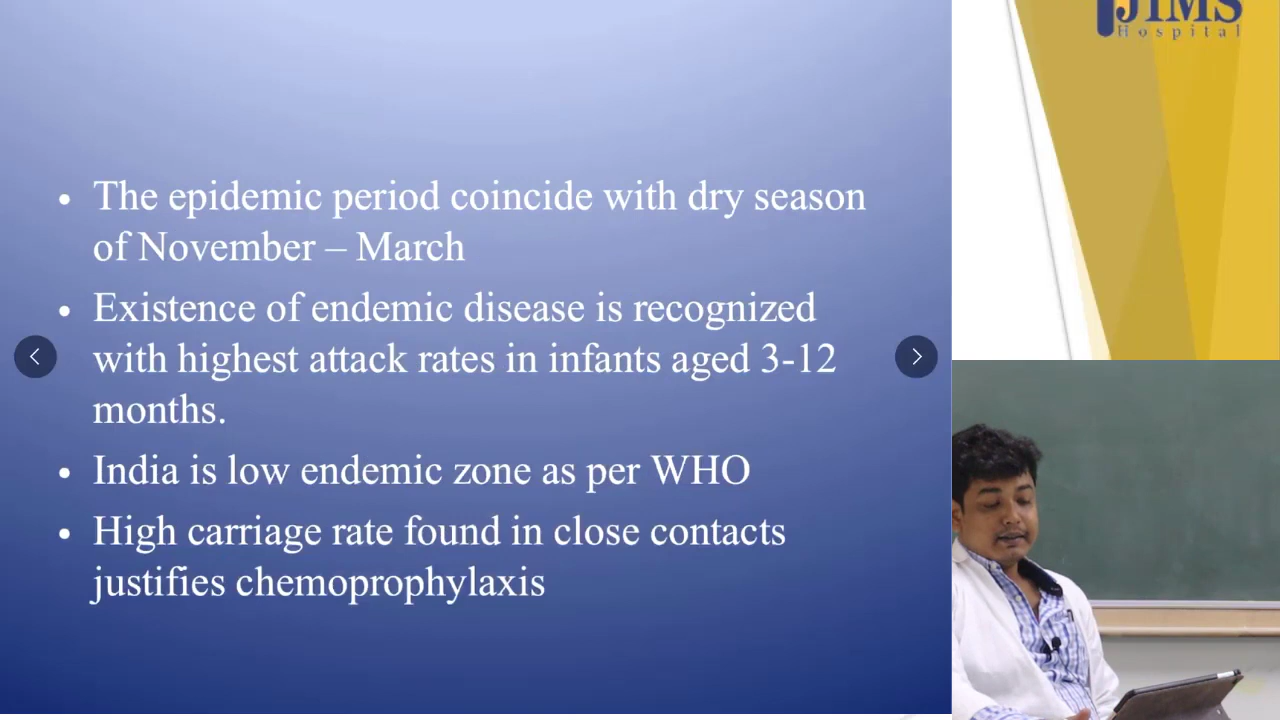 JIMS
Hospital
• The epidemic period coincide with dry season
of November – March
• Existence of endemic disease is recognized
with highest attack rates in infants aged 3-12
months.
• India is low endemic zone as per WHO
• High carriage rate found in close contacts
justifies chemoprophylaxis